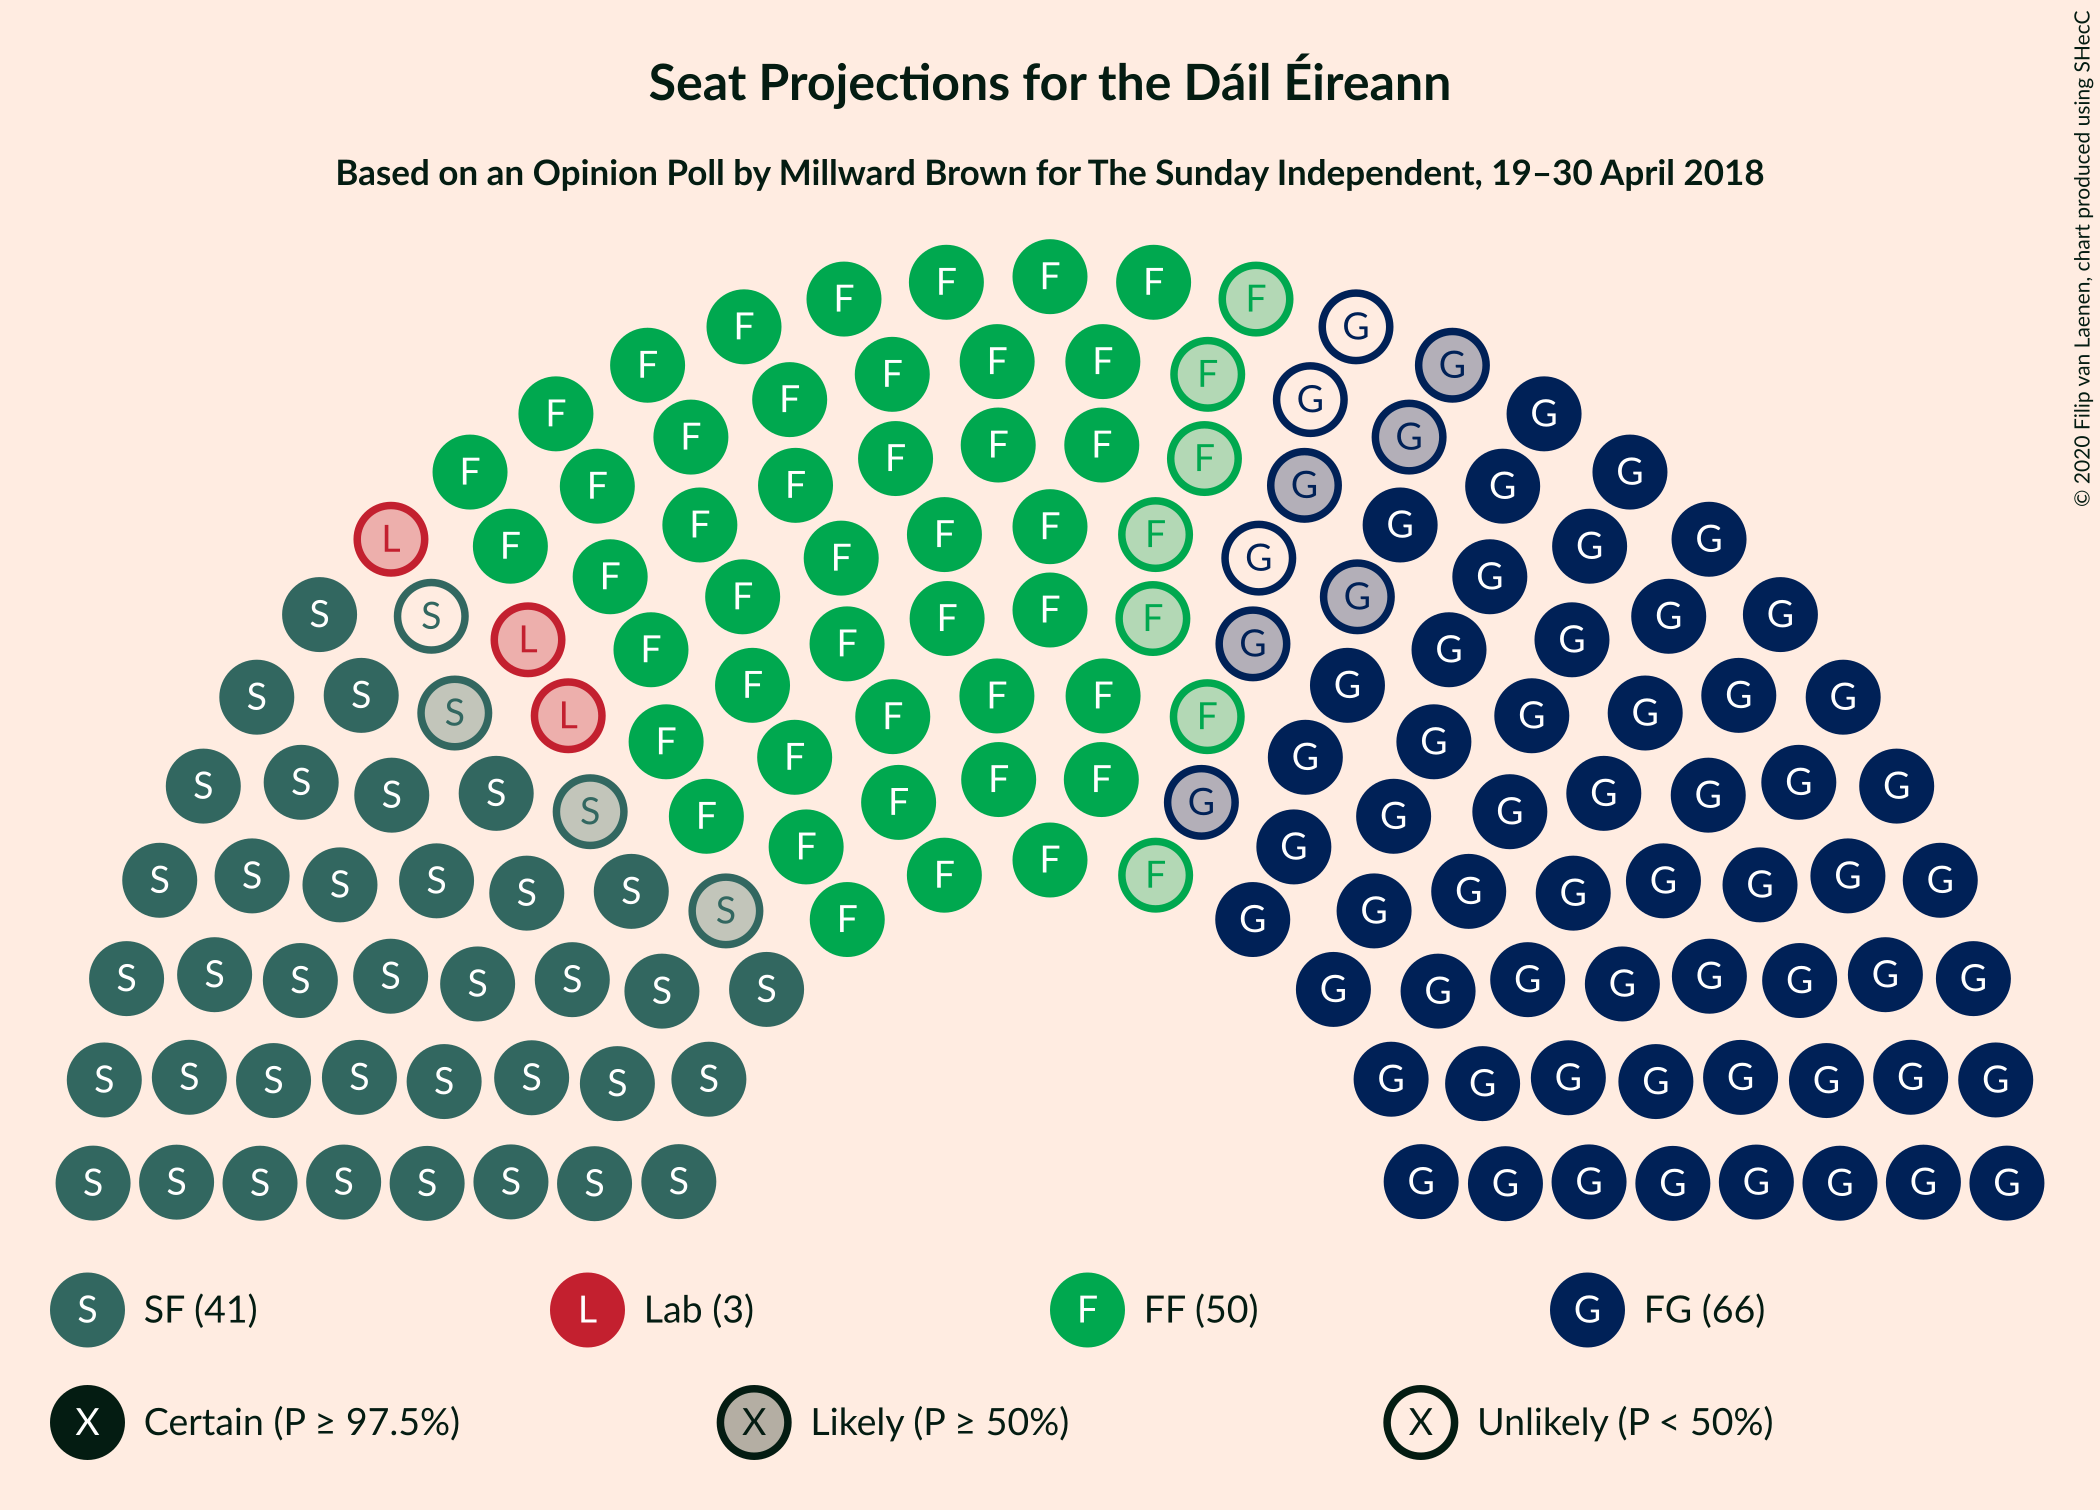 Seat Projections for the Dáil Éireann
Based on an Opinion Poll by Millward Brown for The Sunday Independent, 19–30 April 2018
© 2020 Filip van Laenen, chart produced using SHecC
F F F F F
F F G
F F F F F G
F F G
F F F F F G
F F G
F F F G
L F F F F F G G G
F F G G
S S F F F F F G G G
L F F G G
S S S F F F G G G G
L F F F F G G
S S S S F F G G G G
S F F F F G G G
S S S S S F F G G G G G
S S F G G G
S S S S S S F F F F G G G G G G
S F G G
S S S S S S S S G G G G G G G G
S S S S S S S S G G G G G G G G
S S S S S S S S G G G G G G G G
S SF (41)
L Lab (3)
F FF (50)
G FG (66)
X Certain (P ≥ 97.5%)
X Likely (P ≥ 50%)
X Unlikely (P < 50%)